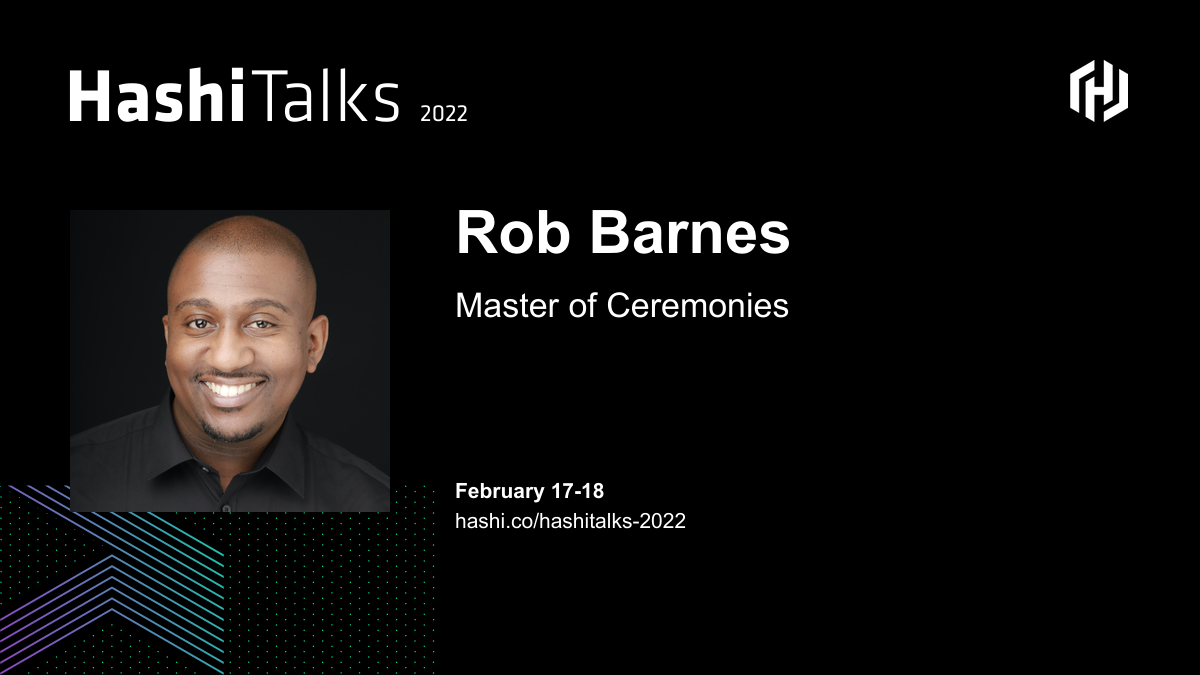 HashiTalks 2022
Rob Barnes
Master of Ceremonies
February 17-18
hashi.co/hashitalks-2022